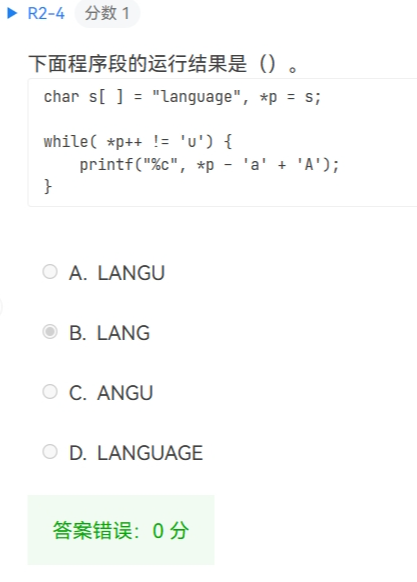 R2-4 分数 1
下面程序段的运行结果是（）。
char s[ ] = "language", *p = s;
while( *p++ != 'u') {
    printf("%c", *p - 'a' + 'A');
}
A. LANGU
B. LANG
C. ANGU
D. LANGUAGE
答案错误：0 分